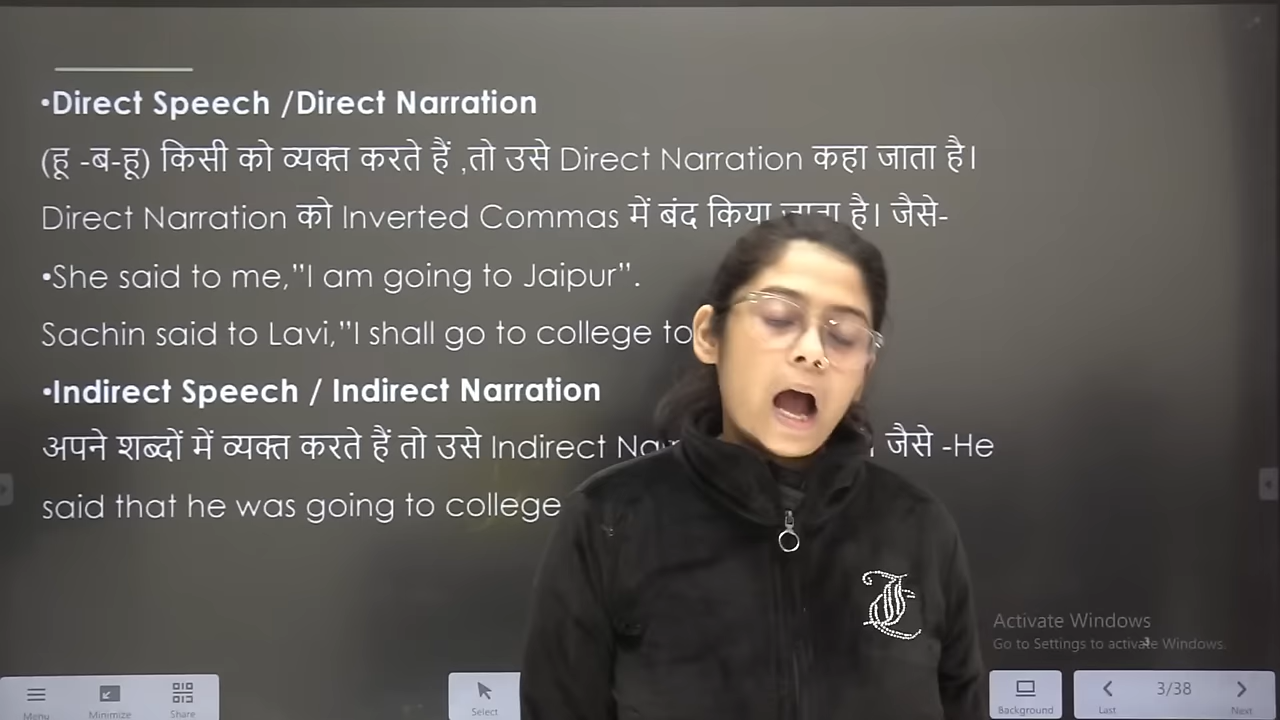 •Direct Speech /Direct Narration
(हू -ब-हू) किसी को व्यक्त करते हैं ,तो उसे Direct Narration कहा जाता है।
Direct Narration को Inverted Commas में बंद किया जाता है। जैसे-
•She said to me,”I am going to Jaipur”.
Sachin said to Lavi,”I shall go to college
•Indirect Speech / Indirect Narration
अपने शब्दों में व्यक्त करते हैं तो उसे Indirect जैसे -He
said that he was going to college
Activate Windows
Go to Settings to activate Windows.
3
Menu
Minimize
Share
Select
Background
Last
3/38
Next